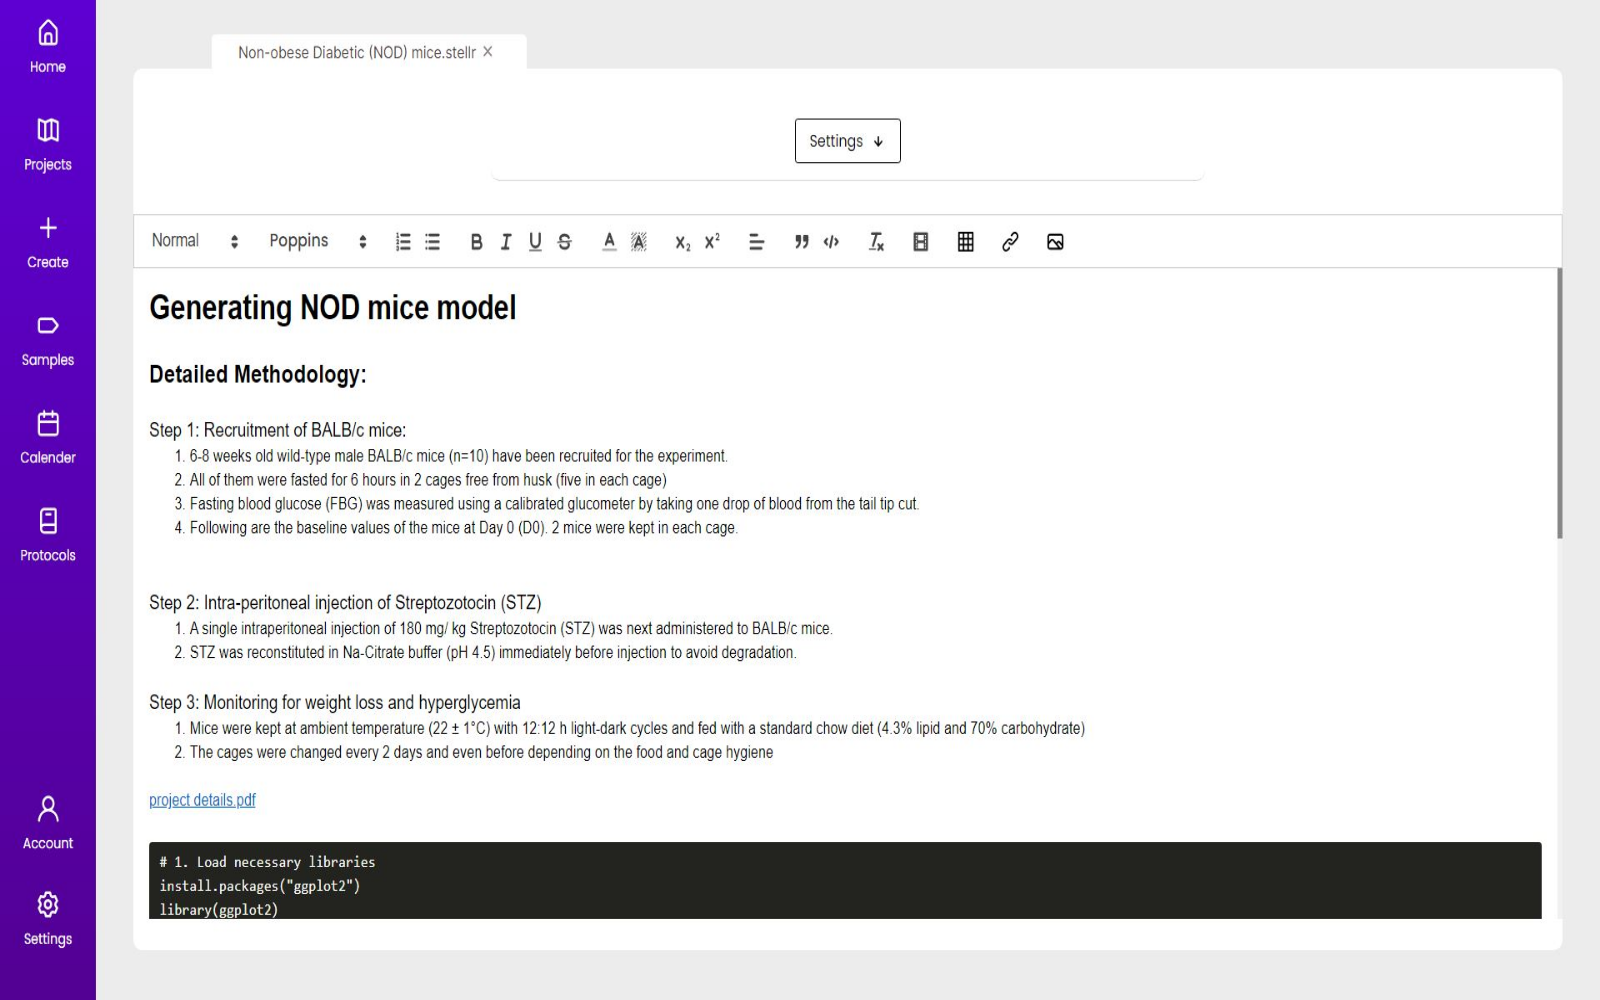 Home
Projects
Create
Samples
Calender
Protocols
Account
Settings
Non-obese Diabetic (NOD) mice.stellr ×
Settings ↓
Normal Poppins
Generating NOD mice model
Detailed Methodology:
Step 1: Recruitment of BALB/c mice:
1. 6-8 weeks old wild-type male BALB/c mice (n=10) have been recruited for the experiment.
2. All of them were fasted for 6 hours in 2 cages free from husk (five in each cage)
3. Fasting blood glucose (FBG) was measured using a calibrated glucometer by taking one drop of blood from the tail tip cut.
4. Following are the baseline values of the mice at Day 0 (D0). 2 mice were kept in each cage.
Step 2: Intra-peritoneal injection of Streptozotocin (STZ)
1. A single intraperitoneal injection of 180 mg/ kg Streptozotocin (STZ) was next administered to BALB/c mice.
2. STZ was reconstituted in Na-Citrate buffer (pH 4.5) immediately before injection to avoid degradation.
Step 3: Monitoring for weight loss and hyperglycemia
1. Mice were kept at ambient temperature (22 ± 1°C) with 12:12 h light-dark cycles and fed with a standard chow diet (4.3% lipid and 70% carbohydrate)
2. The cages were changed every 2 days and even before depending on the food and cage hygiene
project details.pdf
# 1. Load necessary libraries
install.packages("ggplot2")
library(ggplot2)